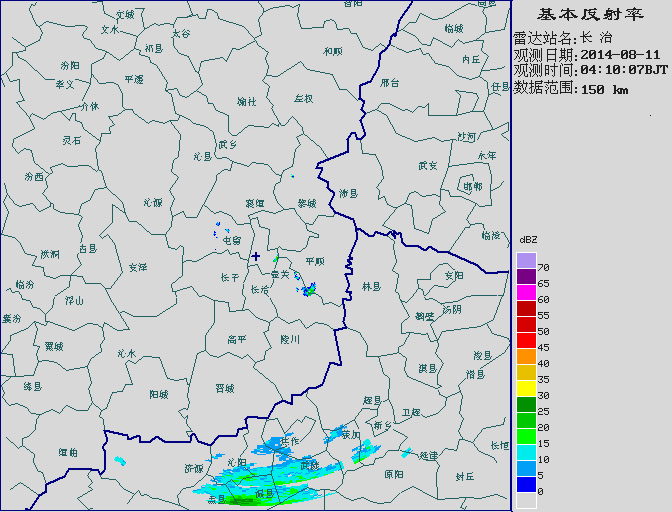 基本反射率
雷达站名:长 治
观测日期:2014-08-11
观测时间:04:10:07BJT
数据范围:150 km
dBZ
70
65
60
55
50
45
40
35
30
25
20
15
10
5
0
文城
文水
太谷
祁县
和顺
临城
内丘
汾阳
平遥
孝义
邢台
任县
介休
榆社
左权
灵石
武乡
沙河
沁县
永年
武安
汾西
邯郸
沁源
襄垣
黎城
涉县
屯留
临漳
洪洞
古县
安泽
平顺
壶关
长子
长治
林县
安阳
临汾
浮山
汤阴
鹤壁
襄汾
高平
陵川
翼城
沁水
浚县
淇县
滑县
绛县
阳城
晋城
辉县
卫辉
新乡
获加
焦作
长垣
垣曲
延津
沁阳
武陟
济源
原阳
封丘
温县
孟县